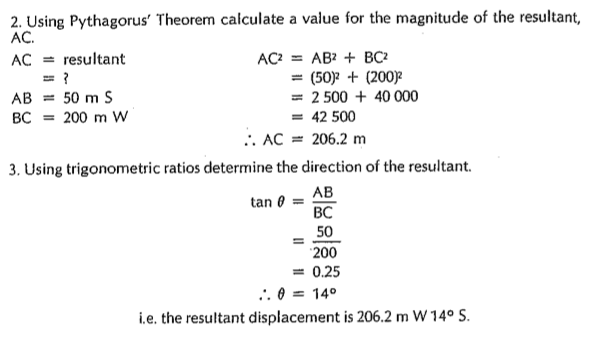 2. Using Pythagorus' Theorem calculate a value for the magnitude of the resultant,
AC.
AC = resultant
= ?
AB = 50 m S
BC = 200 m W
AC² = AB² + BC²
= (50)² + (200)²
= 2 500 + 40 000
= 42 500
∴ AC = 206.2 m
3. Using trigonometric ratios determine the direction of the resultant.
tan θ = AB/BC
= 50/200
= 0.25
∴ θ = 14°
i.e. the resultant displacement is 206.2 m W 14° S.